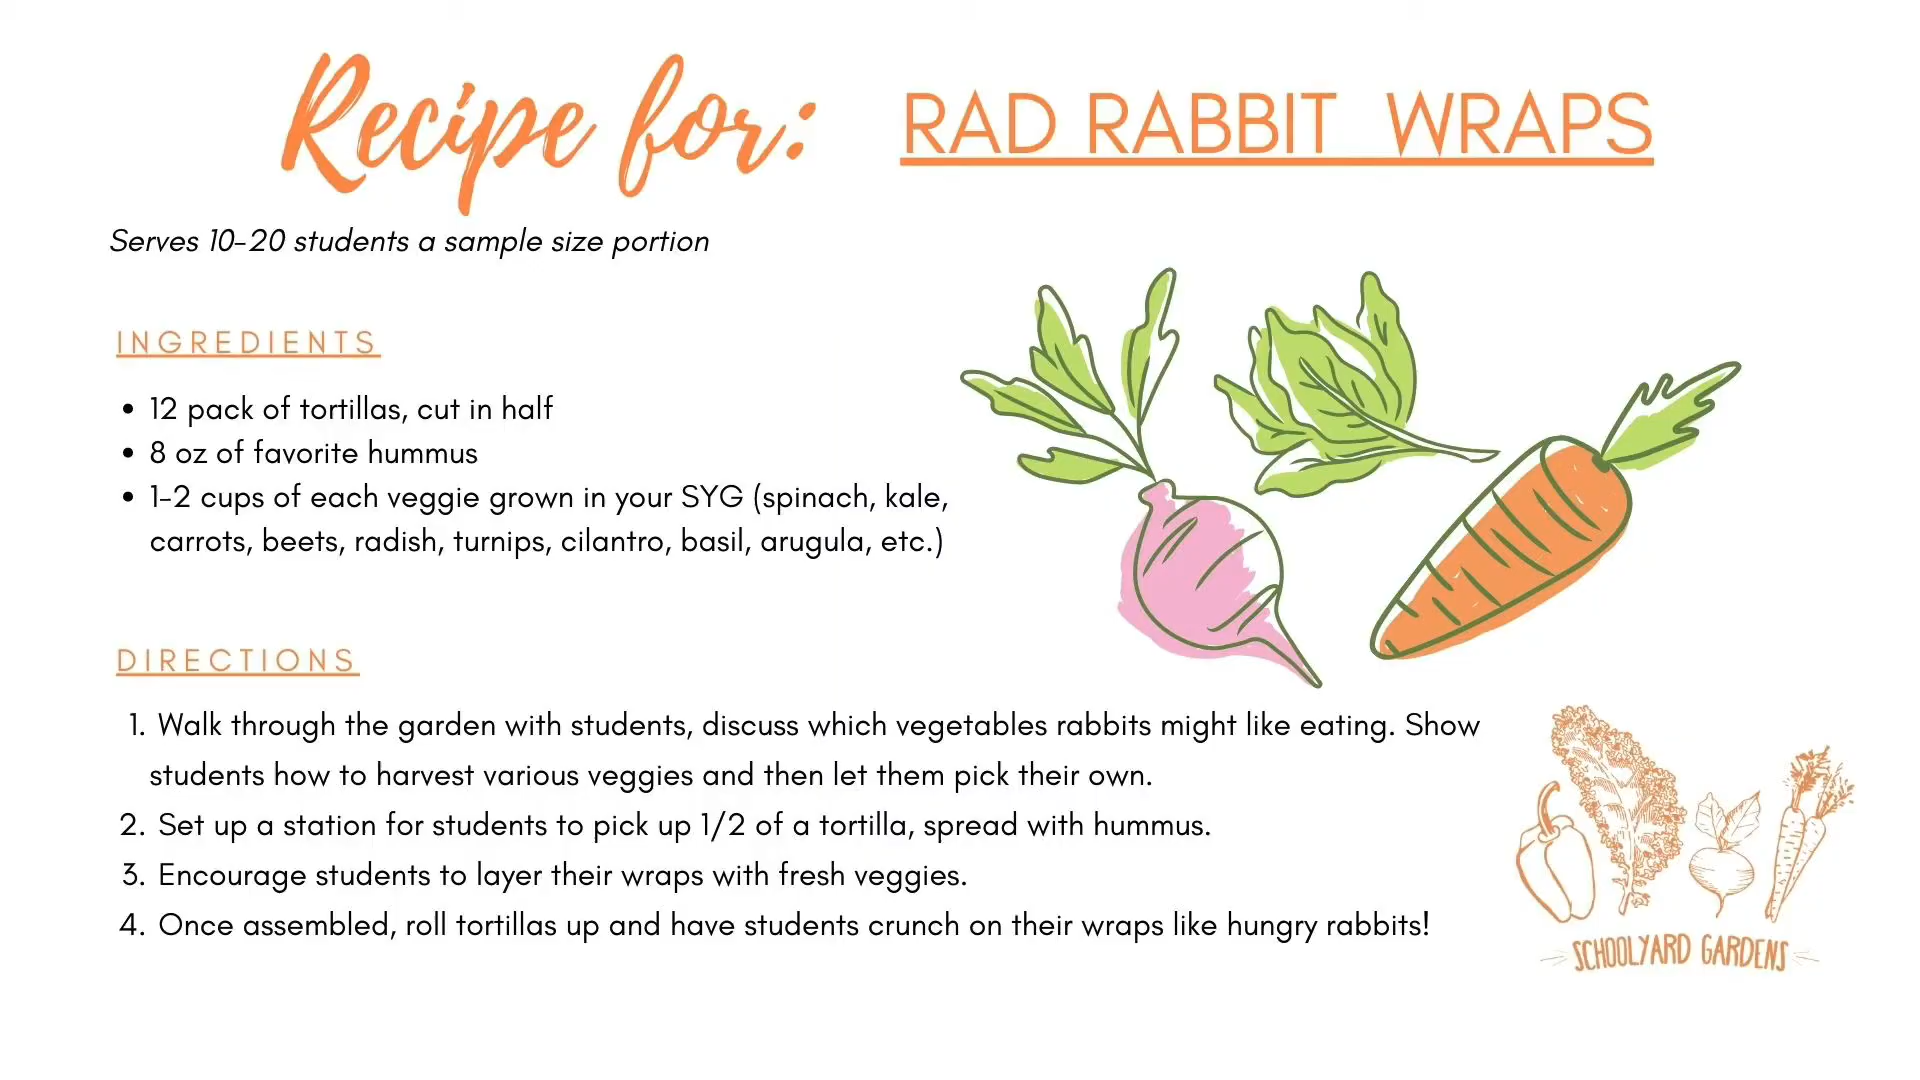 Recipe for: RAD RABBIT WRAPS
Serves 10-20 students a sample size portion
INGREDIENTS
• 12 pack of tortillas, cut in half
• 8 oz of favorite hummus
• 1-2 cups of each veggie grown in your SYG (spinach, kale,
carrots, beets, radish, turnips, cilantro, basil, arugula, etc.)
DIRECTIONS
1. Walk through the garden with students, discuss which vegetables rabbits might like eating. Show
students how to harvest various veggies and then let them pick their own.
2. Set up a station for students to pick up 1/2 of a tortilla, spread with hummus.
3. Encourage students to layer their wraps with fresh veggies.
4. Once assembled, roll tortillas up and have students crunch on their wraps like hungry rabbits!
SCHOOLYARD GARDENS